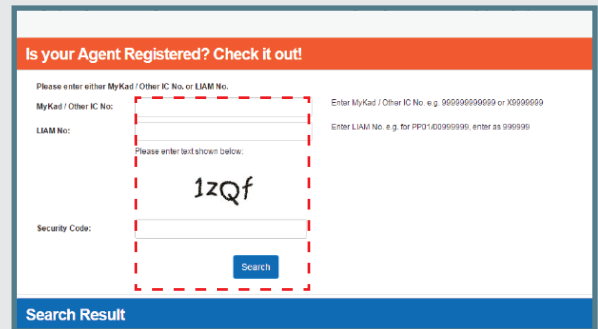 Is your Agent Registered? Check it out!
Please enter either MyKad / Other IC No. or LIAM No.
MyKad / Other IC No:
Enter MyKad / Other IC No. e.g. 999999999999 or X9999999
LIAM No:
Enter LIAM No. e.g. for PP01/00999999, enter as 999999
Please enter text shown below:
1zQf
Security Code:
Search
Search Result